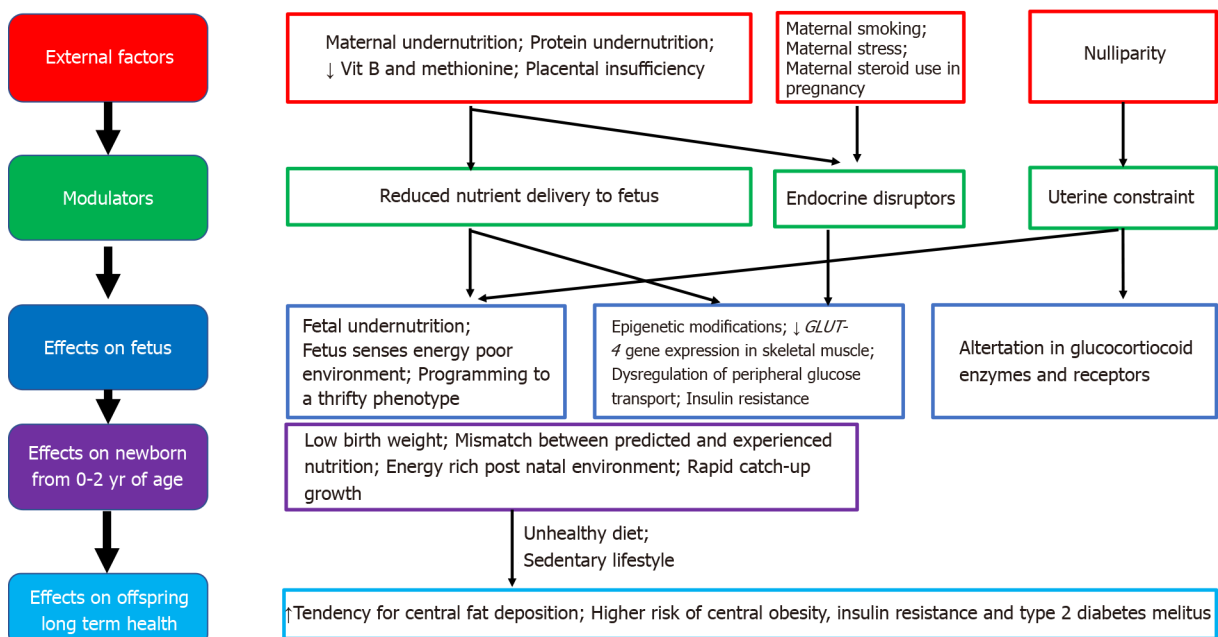 External factors
Maternal undernutrition; Protein undernutrition;
↓ Vit B and methionine; Placental insufficiency
Maternal smoking;
Maternal stress;
Maternal steroid use in
pregnancy
Nulliparity
Modulators
Reduced nutrient delivery to fetus
Endocrine disruptors
Uterine constraint
Effects on fetus
Fetal undernutrition;
Fetus senses energy poor
environment; Programming to
a thrifty phenotype
Epigenetic modifications; ↓ GLUT-
4 gene expression in skeletal muscle;
Dysregulation of peripheral glucose
transport; Insulin resistance
Altertation in glucocortiocoid
enzymes and receptors
Effects on newborn
from 0-2 yr of age
Low birth weight; Mismatch between predicted and experienced
nutrition; Energy rich post natal environment; Rapid catch-up
growth
Unhealthy diet;
Sedentary lifestyle
Effects on offspring
long term health
↑Tendency for central fat deposition; Higher risk of central obesity, insulin resistance and type 2 diabetes melitus